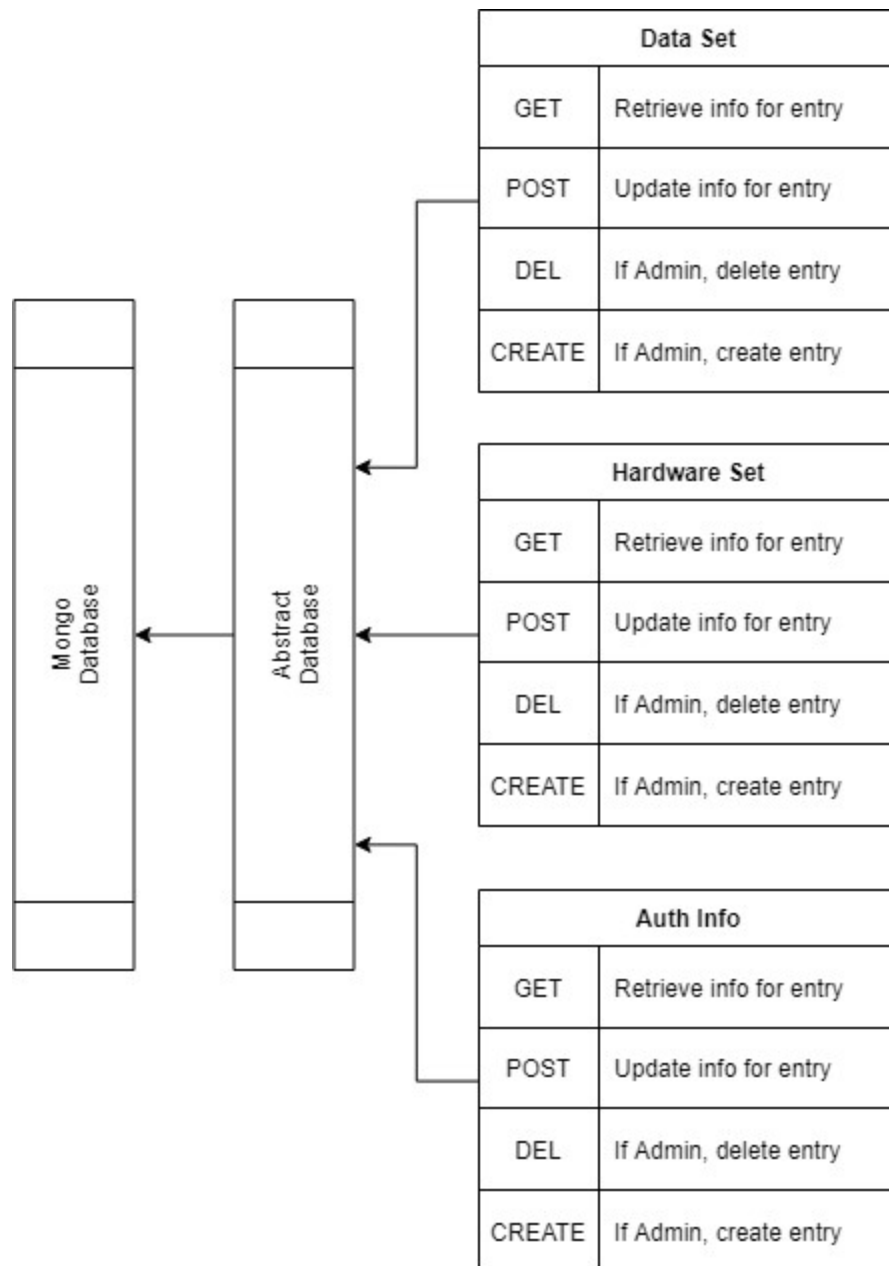 Data Set
GET Retrieve info for entry
POST Update info for entry
DEL If Admin, delete entry
CREATE If Admin, create entry
Mongo
Database
Abstract
Database
Hardware Set
GET Retrieve info for entry
POST Update info for entry
DEL If Admin, delete entry
CREATE If Admin, create entry
Auth Info
GET Retrieve info for entry
POST Update info for entry
DEL If Admin, delete entry
CREATE If Admin, create entry